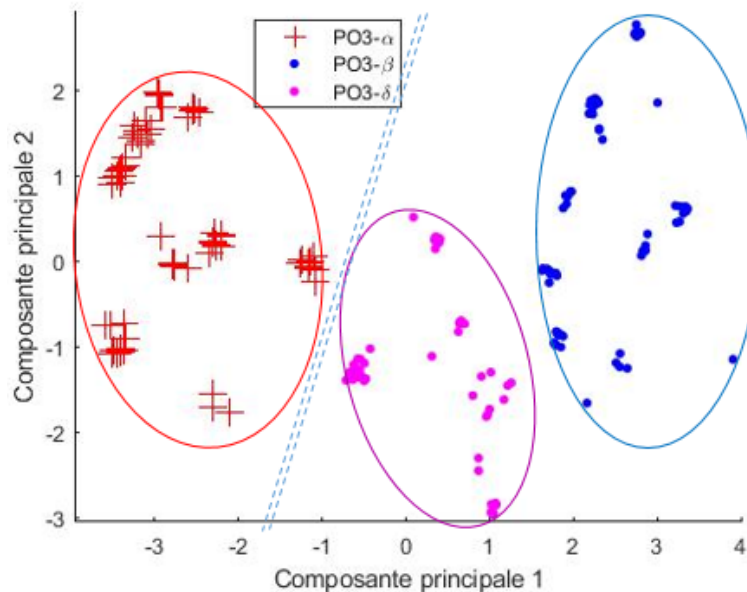 PO3-α
PO3-β
PO3-δ
Composante principale 2
2
1
0
-1
-2
-3
-3 -2 -1 0 1 2 3 4
Composante principale 1